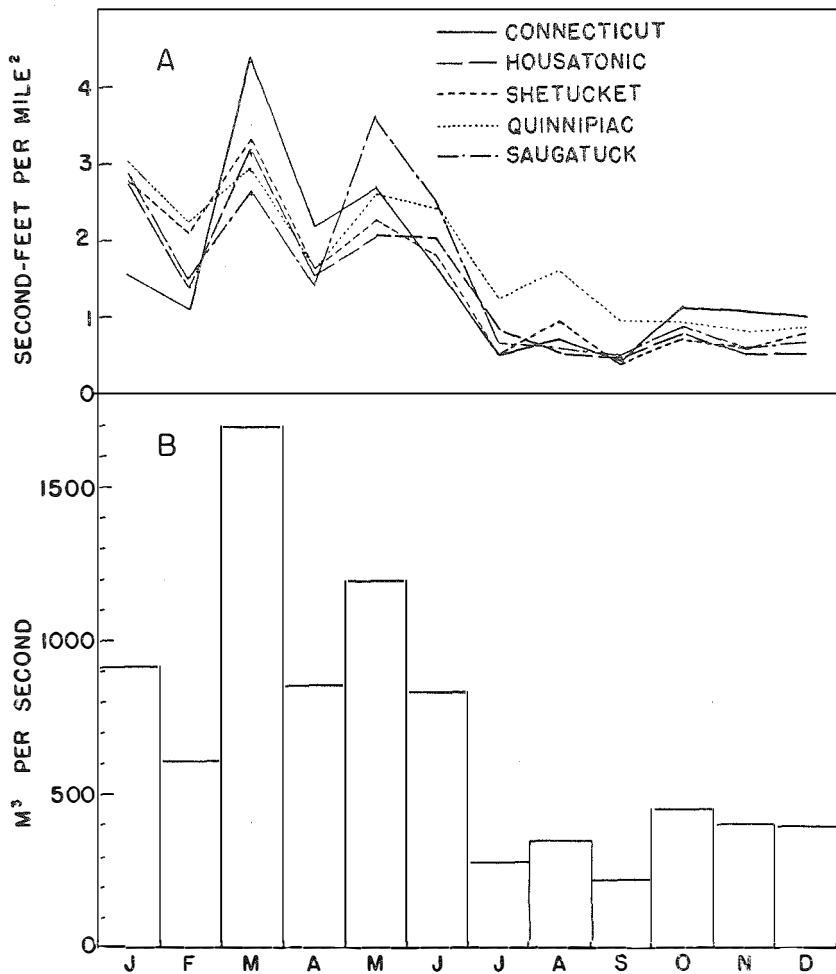 A
SECOND-FEET PER MILE²
4
3
2
1
0
CONNECTICUT
HOUSATONIC
SHETUCKET
QUINNIPIAC
SAUGATUCK
B
M³ PER SECOND
1500
1000
500
0
J F M A M J J A S O N D